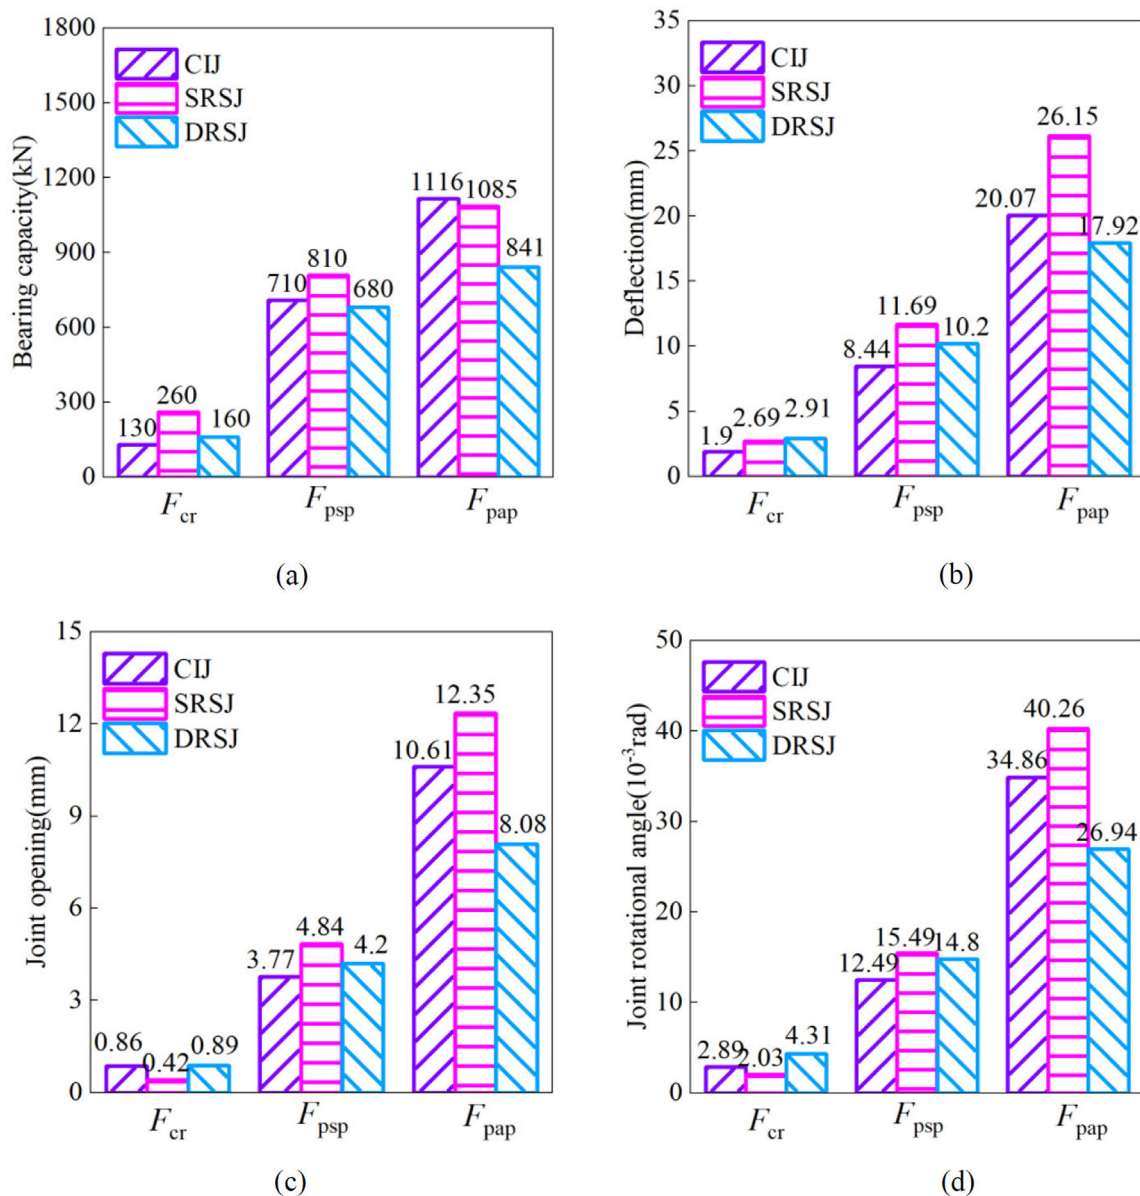 1800
1500
1200
900
600
300
0
Bearing capacity(kN)
CIJ
SRSJ
DRSJ
130
260
160
710
810
680
1116
1085
841
Fcr
Fpsp
Fpap
(a)
35
30
25
20
15
10
5
0
Deflection(mm)
CIJ
SRSJ
DRSJ
1.9
2.69
2.91
8.44
11.69
10.2
20.07
26.15
17.92
Fcr
Fpsp
Fpap
(b)
15
12
9
6
3
0
Joint opening(mm)
CIJ
SRSJ
DRSJ
0.86
0.42
0.89
3.77
4.84
4.2
10.61
12.35
8.08
Fcr
Fpsp
Fpap
(c)
50
40
30
20
10
0
Joint rotational angle(10-3rad)
CIJ
SRSJ
DRSJ
2.89
2.03
4.31
12.49
15.49
14.8
34.86
40.26
26.94
Fcr
Fpsp
Fpap
(d)